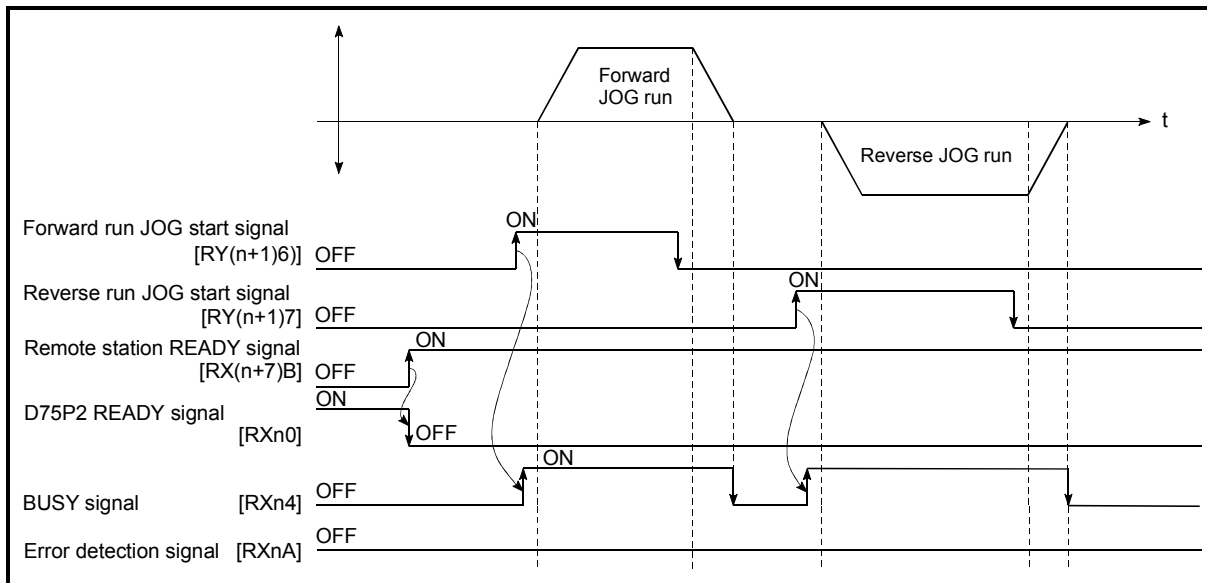 Forward
JOG run
t
Reverse JOG run
Forward run JOG start signal
ON
[RY(n+1)6)] OFF
Reverse run JOG start signal
ON
[RY(n+1)7] OFF
Remote station READY signal
ON
[RX(n+7)B] OFF
ON
D75P2 READY signal
[RXn0]
OFF
ON
BUSY signal [RXn4] OFF
Error detection signal [RXnA] OFF